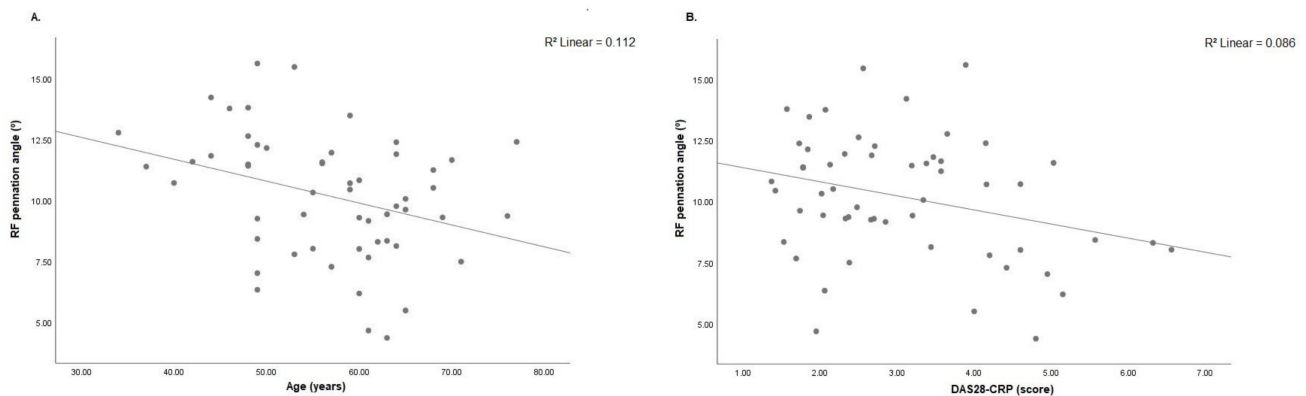 A.
R² Linear = 0.112
RF pennation angle (º)
15.00
12.50
10.00
7.50
5.00
30.00 40.00 50.00 60.00 70.00 80.00
Age (years)
B.
R² Linear = 0.086
RF pennation angle (º)
15.00
12.50
10.00
7.50
5.00
1.00 2.00 3.00 4.00 5.00 6.00 7.00
DAS28-CRP (score)